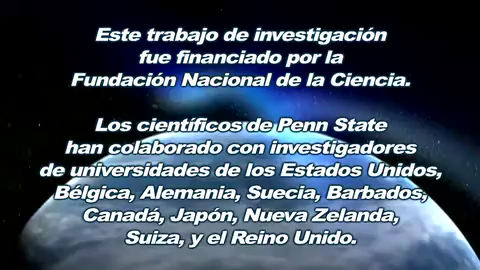 Este trabajo de investigación
fue financiado por la
Fundación Nacional de la Ciencia.
Los científicos de Penn State
han colaborado con investigadores
de universidades de los Estados Unidos,
Bélgica, Alemania, Suecia, Barbados,
Canadá, Japón, Nueva Zelanda,
Suiza, y el Reino Unido.